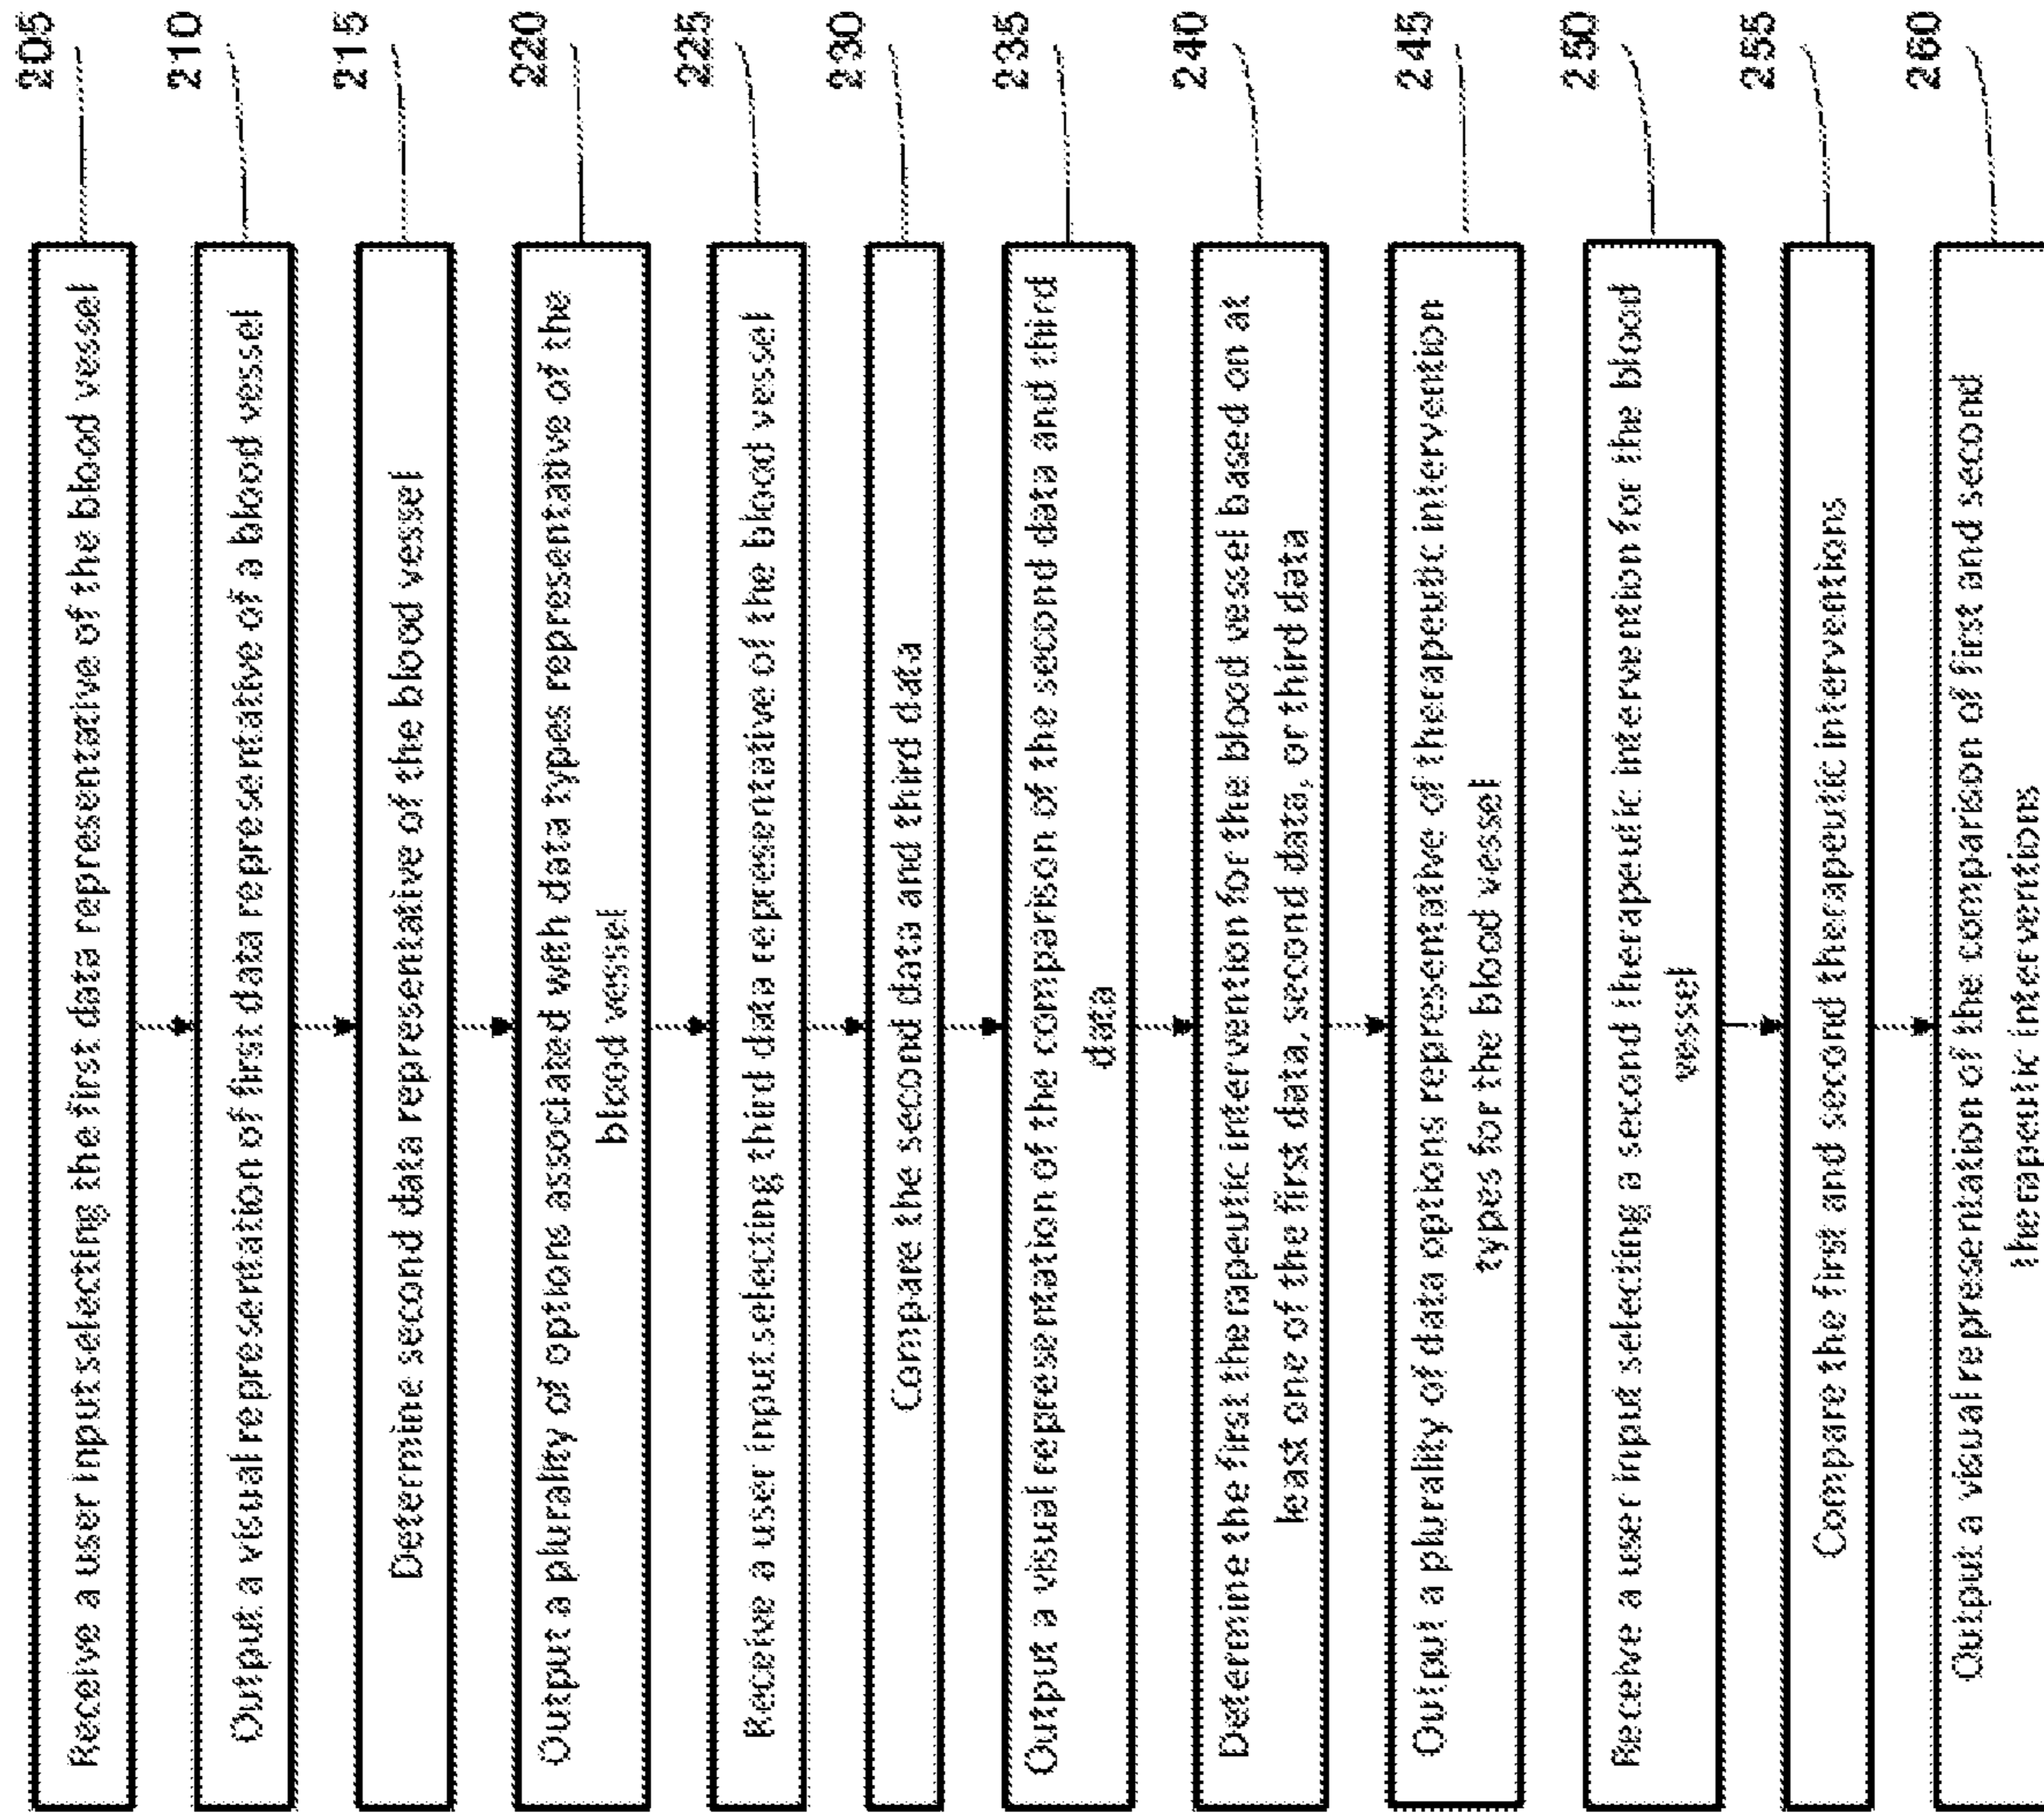 Receive a user input selecting the first data representative of the blood vessel
205
Output a visual representation of first data representative of a blood vessel
210
Determine second data representative of the blood vessel
215
Output a plurality of options associated with data types representative of the
blood vessel
220
Receive a user input selecting third data representative of the blood vessel
225
Compare the second data and third data
230
Output a visual representation of the comparison of the second data and third
data
235
Determine the first therapeutic intervention for the blood vessel based on at
least one of the first data, second data, or third data
240
Output a plurality of data options representative of therapeutic intervention
types for the blood vessel
245
Receive a user input selecting a second therapeutic intervention for the blood
vessel
250
Compare the first and second therapeutic interventions
255
Output a visual representation of the comparison of first and second
therapeutic interventions
260